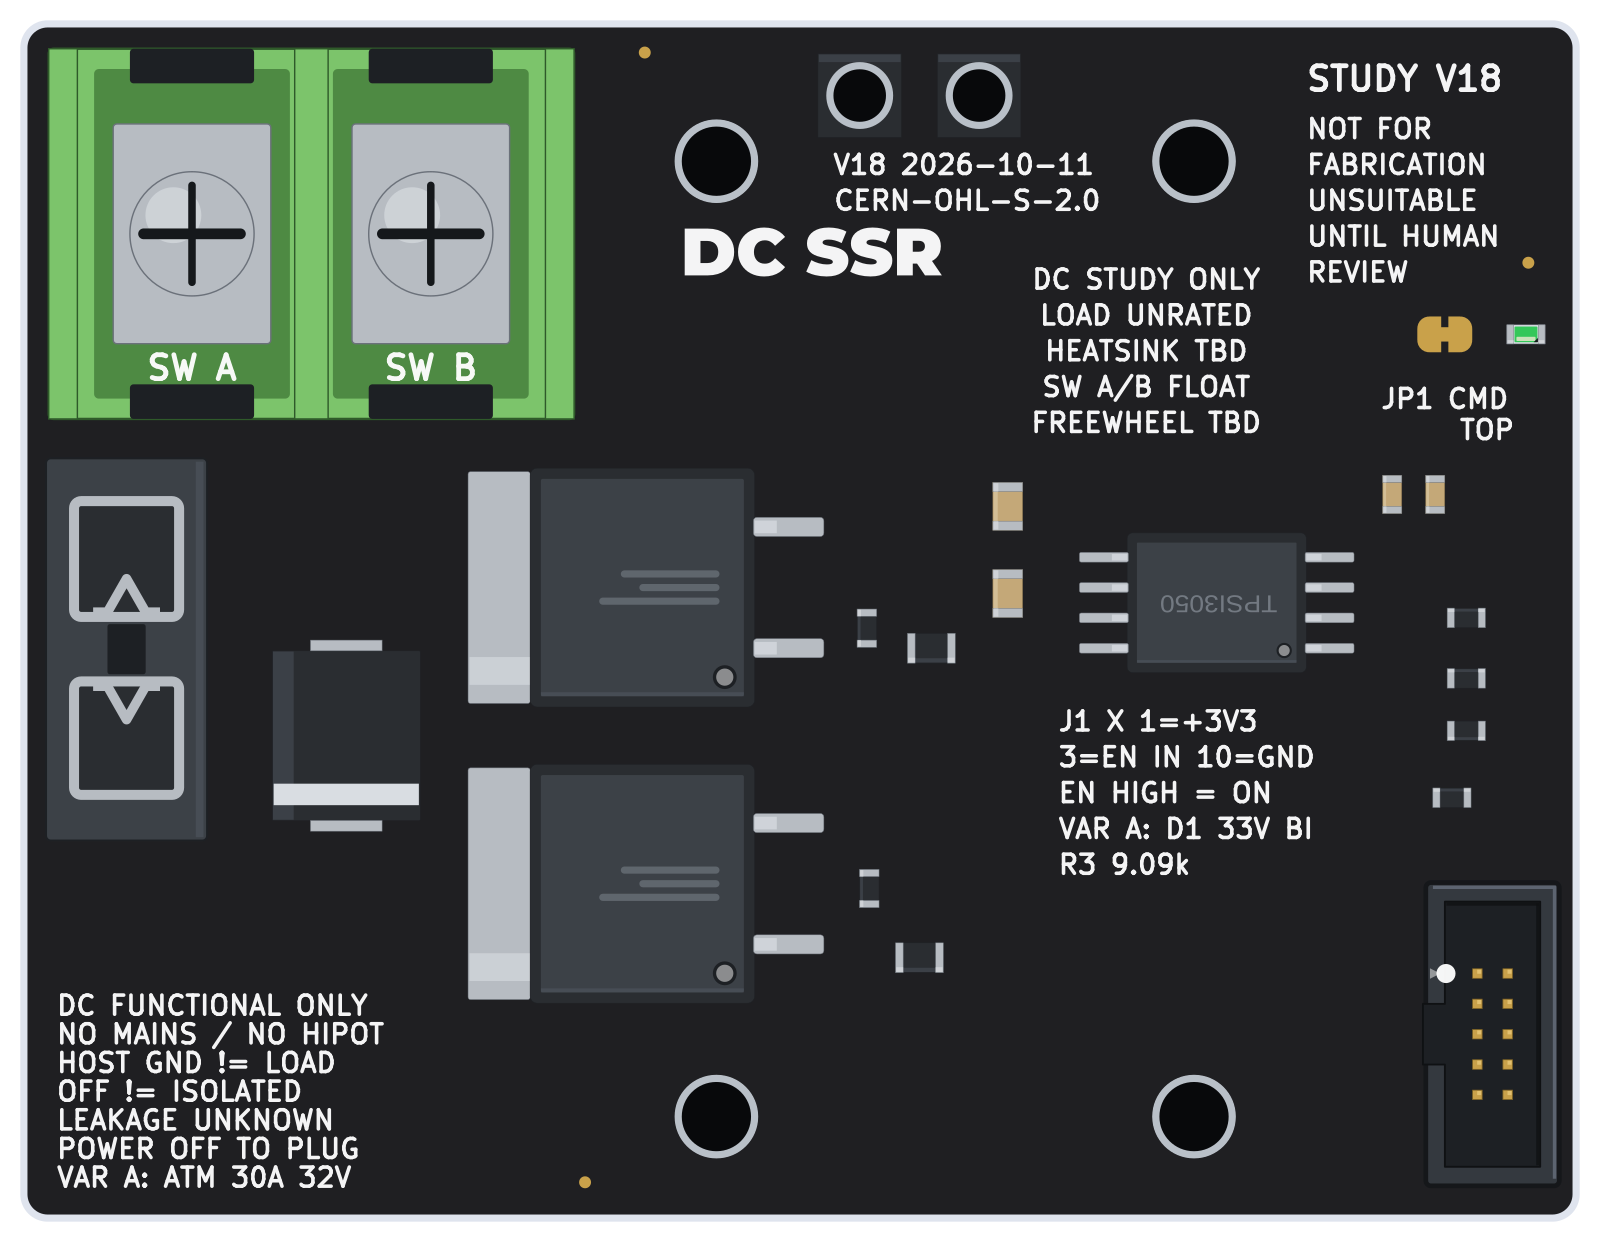 STUDY V18
NOT FOR
FABRICATION
UNSUITABLE
UNTIL HUMAN
REVIEW
V18 2026-10-11
CERN-OHL-S-2.0
DC SSR
DC STUDY ONLY
LOAD UNRATED
HEATSINK TBD
SW A/B FLOAT
FREEWHEEL TBD
SW A
SW B
JP1 CMD
TOP
TPSI3050
J1 X 1=+3V3
3=EN IN 10=GND
EN HIGH = ON
VAR A: D1 33V BI
R3 9.09k
DC FUNCTIONAL ONLY
NO MAINS / NO HIPOT
HOST GND != LOAD
OFF != ISOLATED
LEAKAGE UNKNOWN
POWER OFF TO PLUG
VAR A: ATM 30A 32V